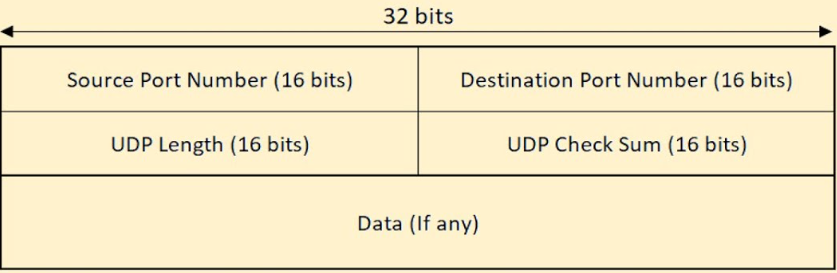 32 bits
Source Port Number (16 bits)
Destination Port Number (16 bits)
UDP Length (16 bits)
UDP Check Sum (16 bits)
Data (If any)